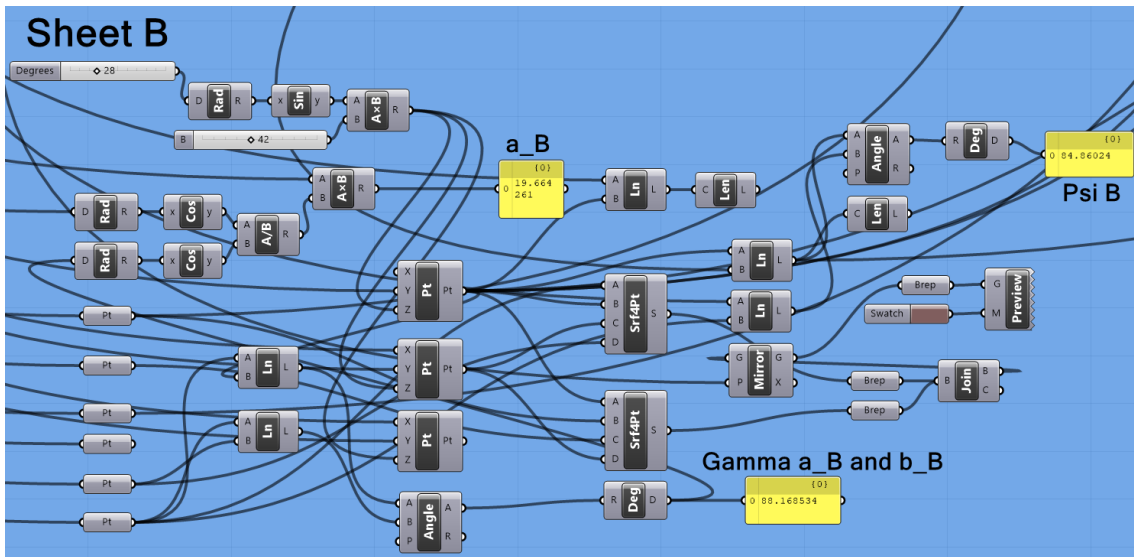 Sheet B
Degrees ◇ 28
D Rad R
x Sin y
A
B A×B R
B ◇ 42
a_B
{0}
0 19.664
261
A
B A×B R
A
B Ln L
C Len L
A
B
P Angle A
R
R Deg D
{0}
0 84.86024
Psi B
D Rad R
x Cos y
A
B A/B R
C Len L
D Rad R
x Cos y
X
Y
Z Pt Pt
A
B
C
D Srf4Pt S
A
B Ln L
Brep
G
M Preview
Pt
A
B Ln L
Swatch
Pt
A
B Ln L
X
Y
Z Pt Pt
G
P Mirror G
X
Brep
B Join B
C
Pt
Pt
A
B Ln L
X
Y
Z Pt Pt
A
B
C
D Srf4Pt S
Brep
Gamma a_B and b_B
Pt
Pt
A
B
P Angle A
R
R Deg D
{0}
0 88.168534